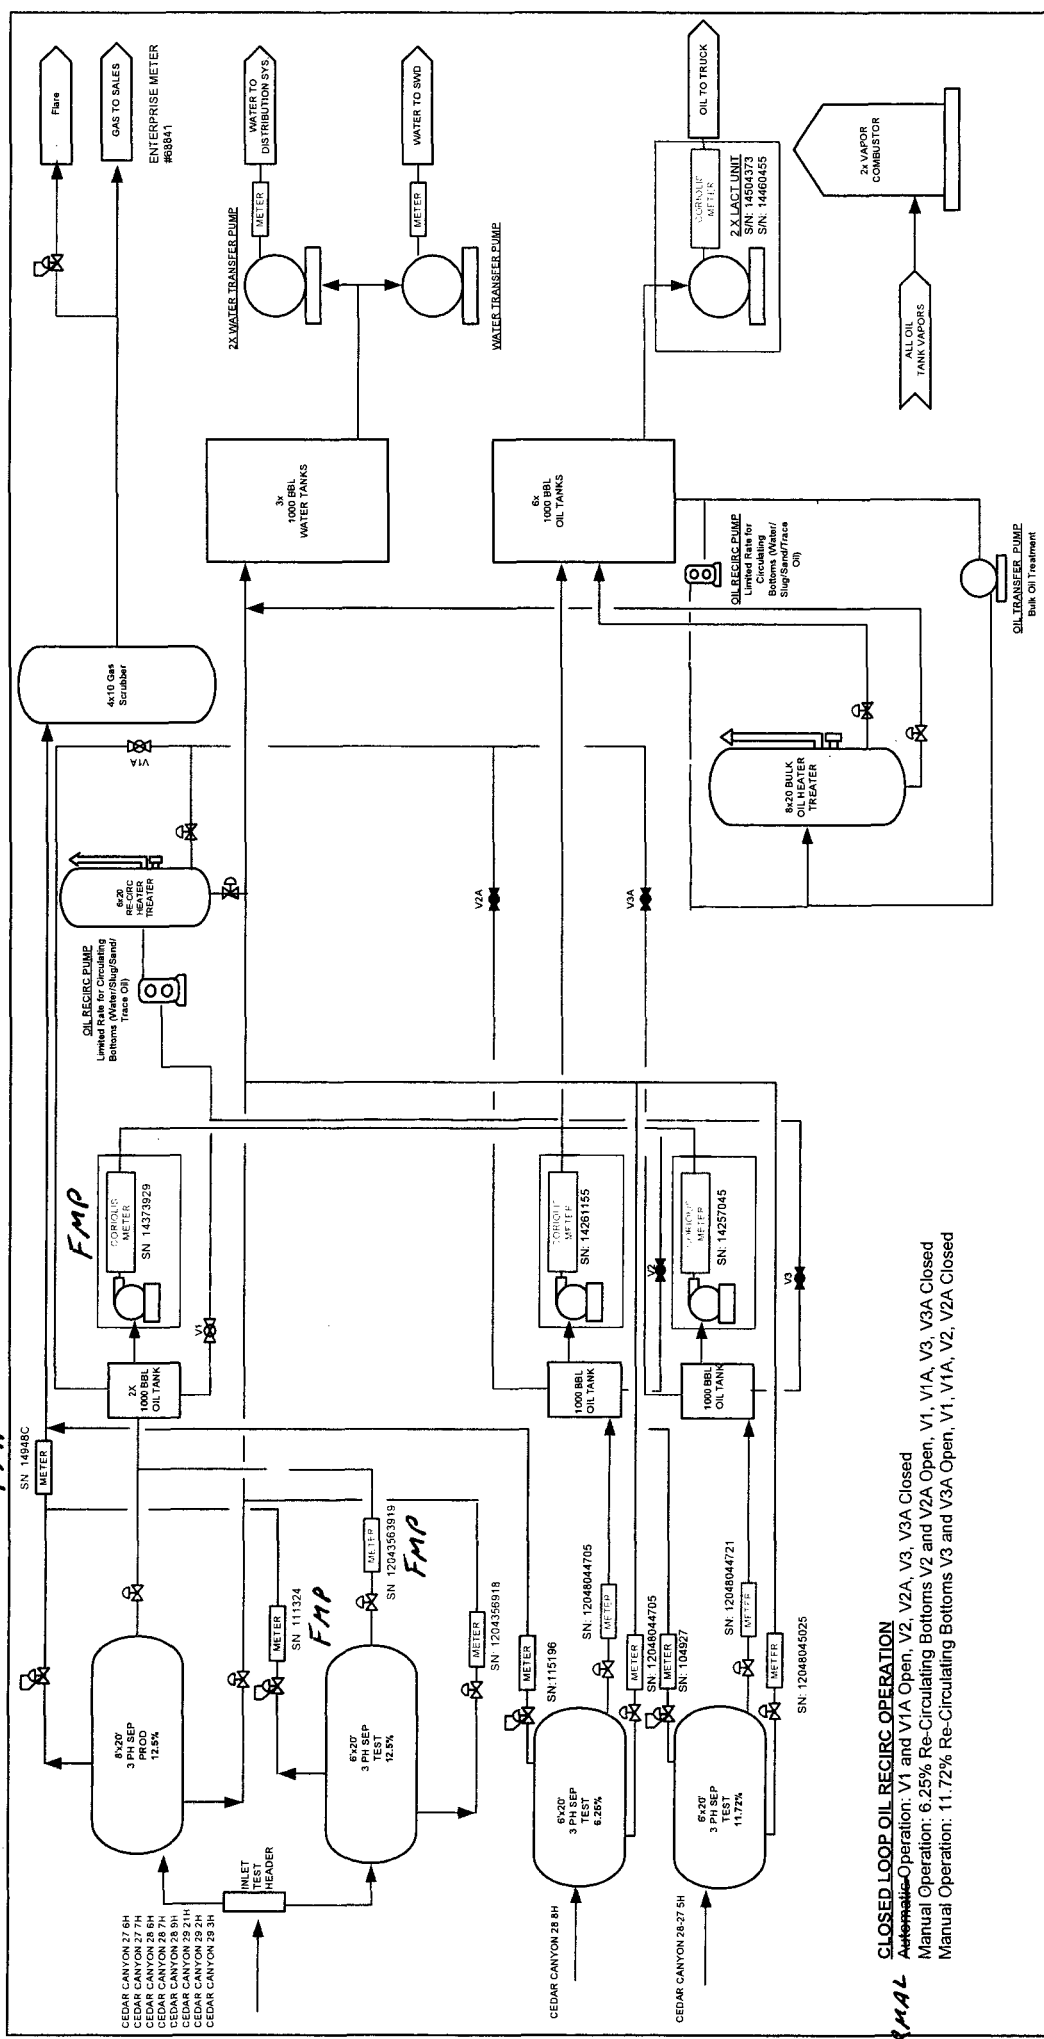 Flare
GAS TO SALES
ENTERPRISE METER
#68841
WATER TO
DISTRIBUTION SYS.
METER
2X WATER TRANSFER PUMP
WATER TO SWD
METER
WATER TRANSFER PUMP
OIL TO TRUCK
CORIOLIS
METER
2 X LACT UNIT
S/N: 14504373
S/N: 14460455
2x VAPOR
COMBUSTOR
ALL OIL
TANK VAPORS
3x
1000 BBL
WATER TANKS
6x
1000 BBL
OIL TANKS
OIL RECIRC PUMP
Limited Rate for
Circulating
Bottoms (Water/
Slug/Sand/Trace
Oil)
OIL TRANSFER PUMP
Bulk Oil Treatment
4x10 Gas
Scrubber
V1A
6x20
RE-CIRC
HEATER
TREATER
OIL RECIRC PUMP
Limited Rate for Circulating
Bottoms (Water/Slug/Sand/
Trace Oil)
V2A
V3A
8x20 BULK
OIL HEATER
TREATER
FMP
CORIOLIS
METER
SN 14373929
V1
2X
1000 BBL
OIL TANK
CORIOLIS
METER
SN: 14261155
1000 BBL
OIL TANK
V2
CORIOLIS
METER
SN: 14257045
1000 BBL
OIL TANK
V3
SN 14948C
METER
METER
SN 111324
FMP
METER
SN 12043563919
FMP
METER
SN 1204356918
METER
SN:115196
METER
SN: 12048044705
METER
SN: 12048044705
METER
SN: 104927
METER
SN: 12048044721
METER
SN: 12048045025
8'x20'
3 PH SEP
PROD
12.5%
6'x20'
3 PH SEP
TEST
12.5%
6'x20'
3 PH SEP
TEST
6.25%
6'x20'
3 PH SEP
TEST
11.72%
INLET
TEST
HEADER
CEDAR CANYON 27 6H
CEDAR CANYON 27 7H
CEDAR CANYON 28 6H
CEDAR CANYON 28 7H
CEDAR CANYON 28 9H
CEDAR CANYON 29 21H
CEDAR CANYON 29 2H
CEDAR CANYON 29 3H
CEDAR CANYON 28 8H
CEDAR CANYON 28-27 5H
CLOSED LOOP OIL RECIRC OPERATION
RMAL Automatic Operation: V1 and V1A Open, V2, V2A, V3, V3A Closed
Manual Operation: 6.25% Re-Circulating Bottoms V2 and V2A Open, V1, V1A, V3, V3A Closed
Manual Operation: 11.72% Re-Circulating Bottoms V3 and V3A Open, V1, V1A, V2, V2A Closed